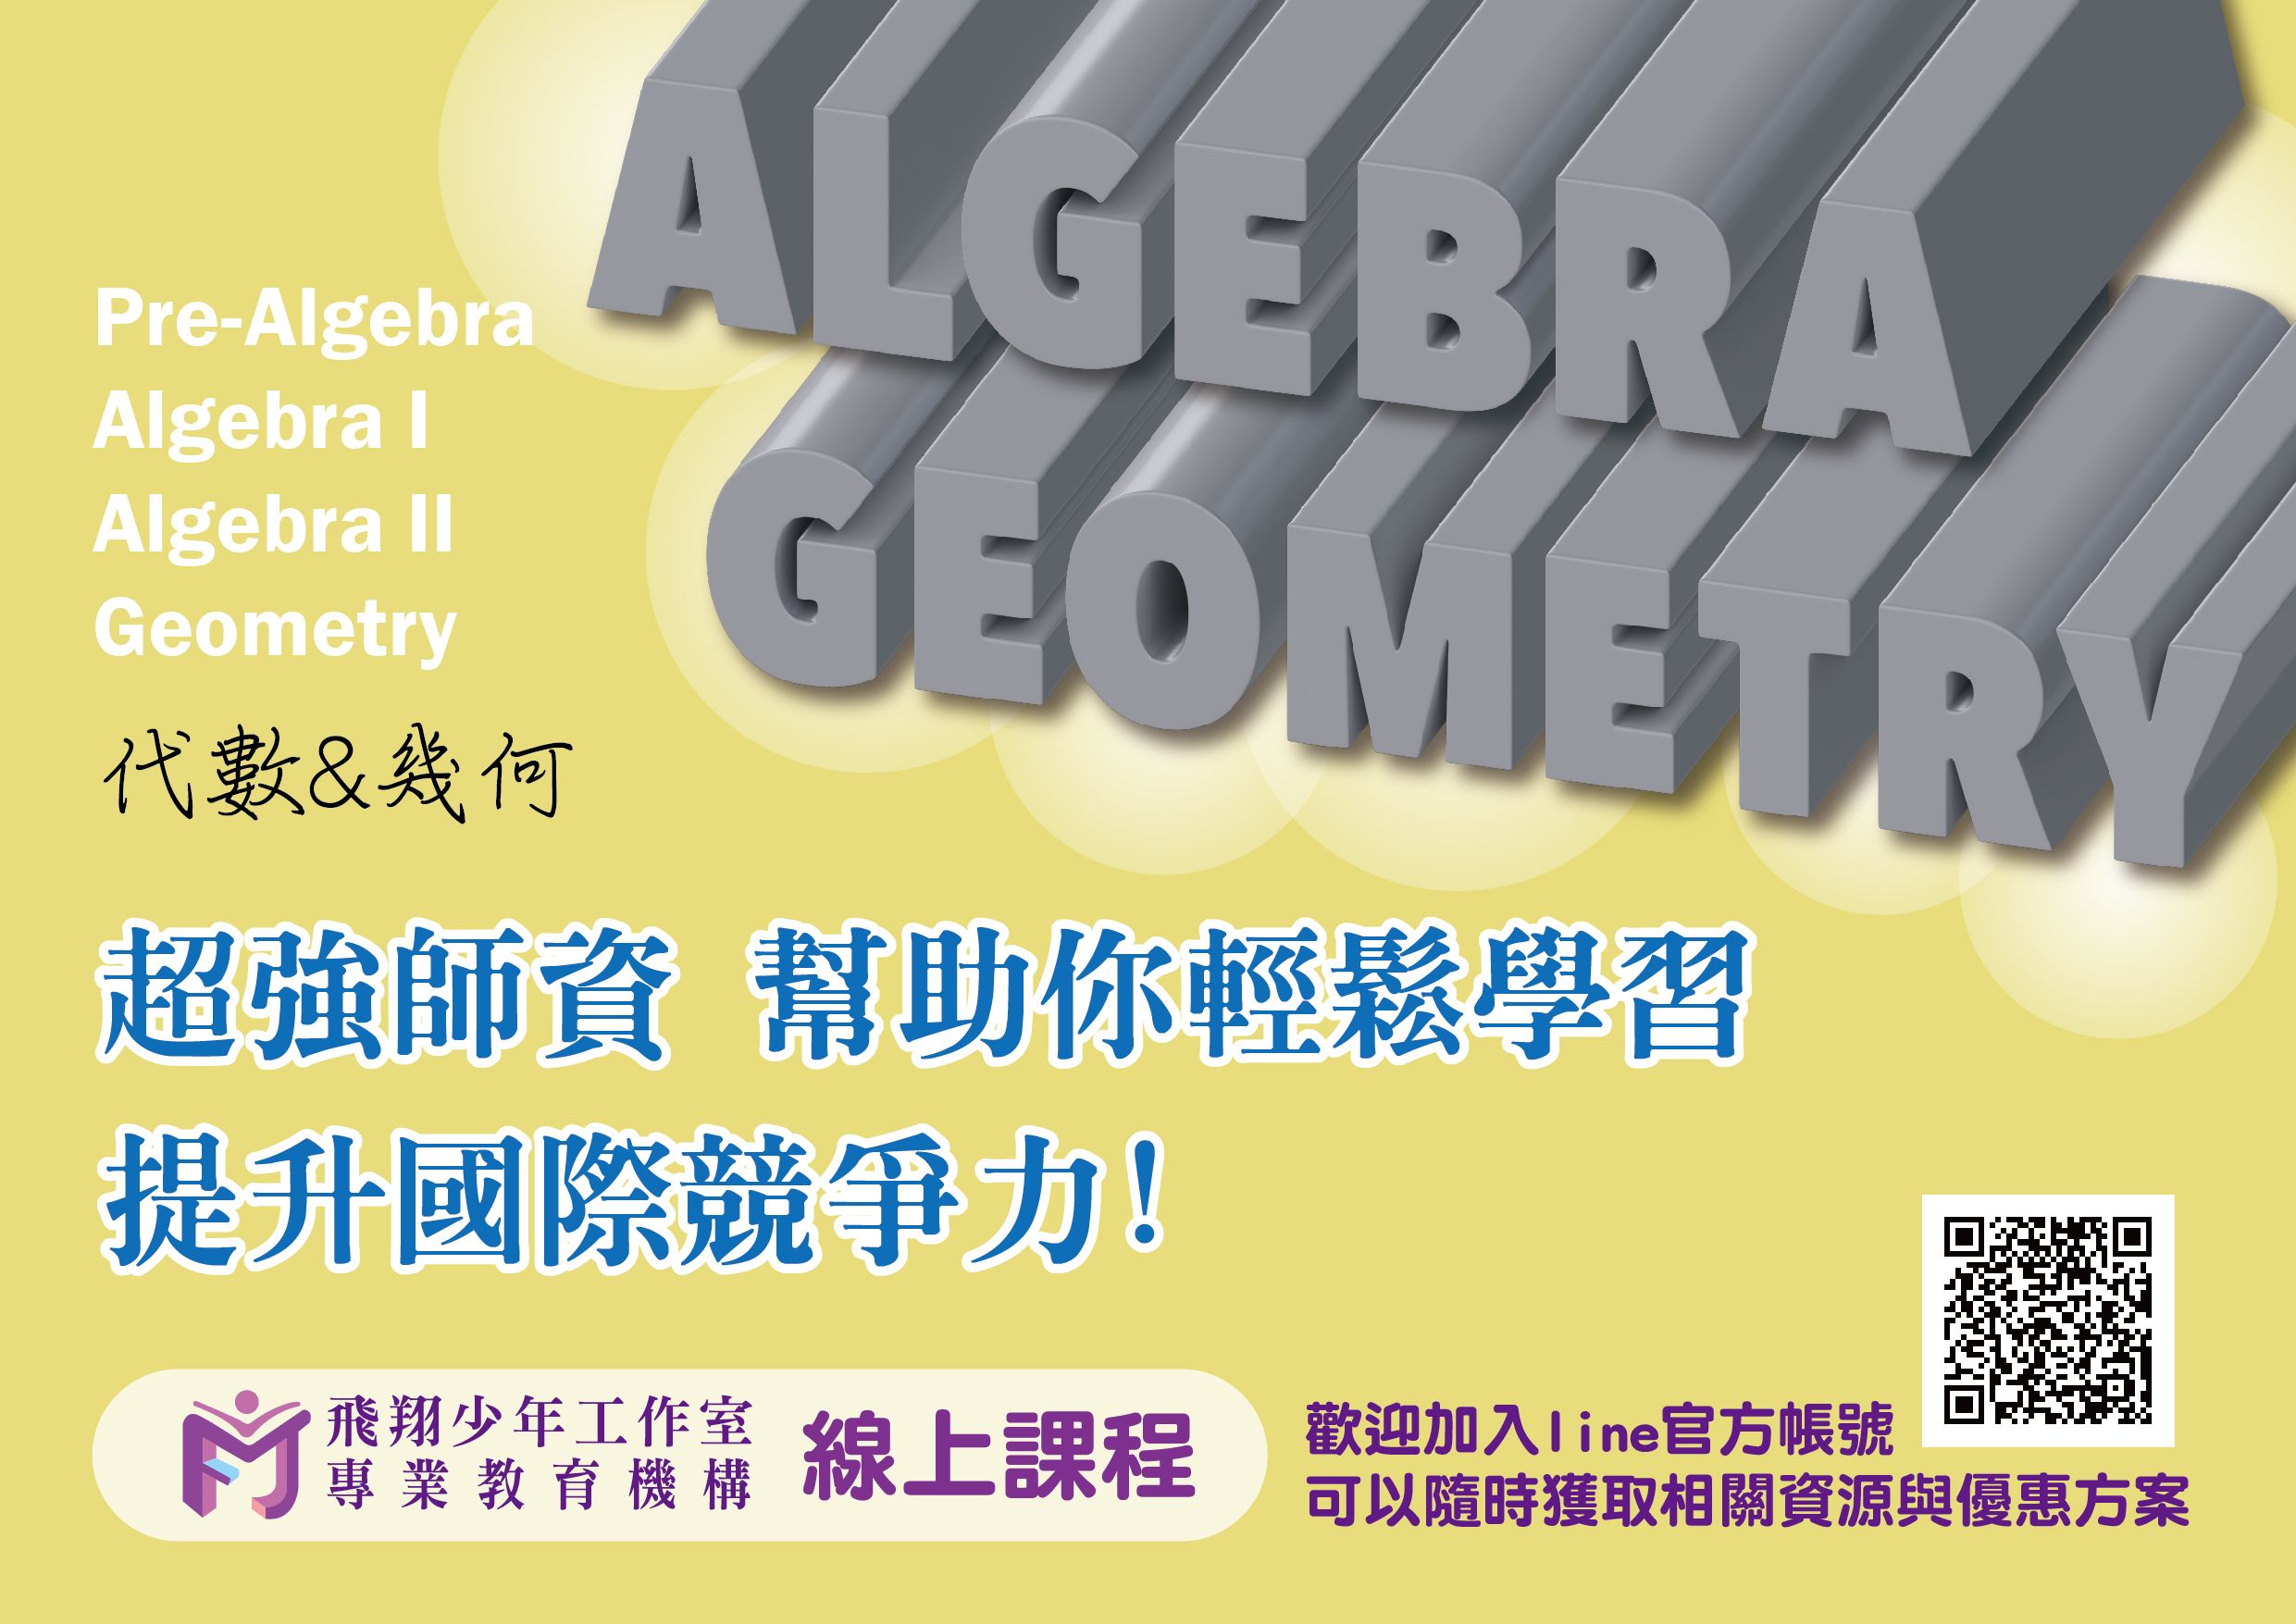 ALGEBRA
GEOMETRY
Pre-Algebra
Algebra I
Algebra II
Geometry
代數&幾何
超強師資 幫助你輕鬆學習
提升國際競爭力!
飛翔少年工作室
專業教育機構
線上課程
歡迎加入line官方帳號
可以隨時獲取相關資源與優惠方案